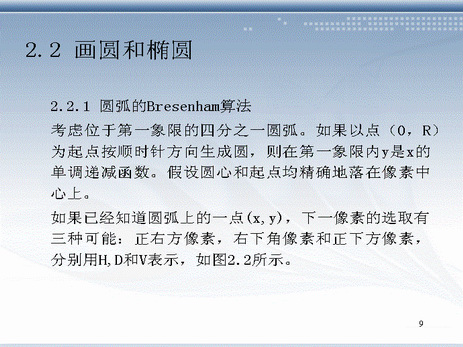 2.2 画圆和椭圆
2.2.1 圆弧的Bresenham算法
考虑位于第一象限的四分之一圆弧。如果以点（0，R）
为起点按顺时针方向生成圆，则在第一象限内y是x的
单调递减函数。假设圆心和起点均精确地落在像素中
心上。
如果已经知道圆弧上的一点(x,y)，下一像素的选取有
三种可能：正右方像素，右下角像素和正下方像素，
分别用H,D和V表示，如图2.2所示。
9